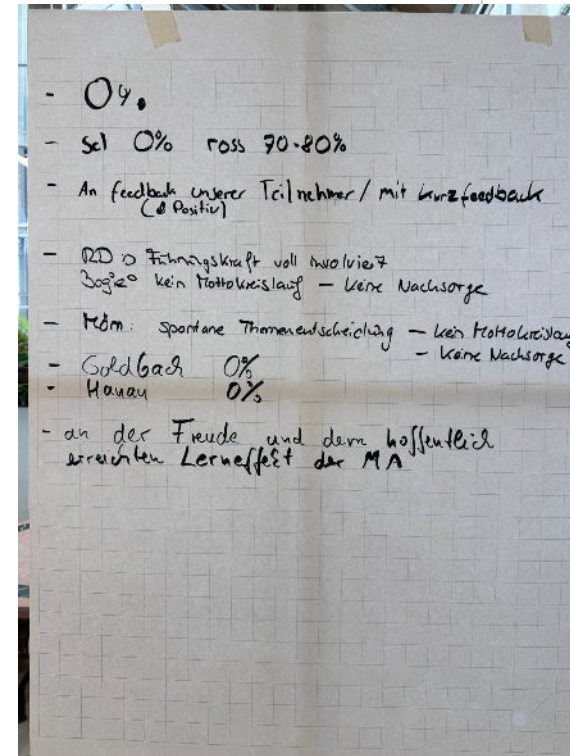 - 0%.
- Sel 0% ross 70-80%
- An feedback unserer Teilnehmer / mit kurzfeedback
(Positiv)
- RD: Führungskraft voll involviert
kein Mottokreislauf - keine Nachsorge
- Höm: spontane Themenentscheidung - kein Mottokreislauf
- keine Nachsorge
- Goldbach 0%
- Hanau 0%
- an der Freude und dem hoffentlich
erreichten Lerneffekt der MA